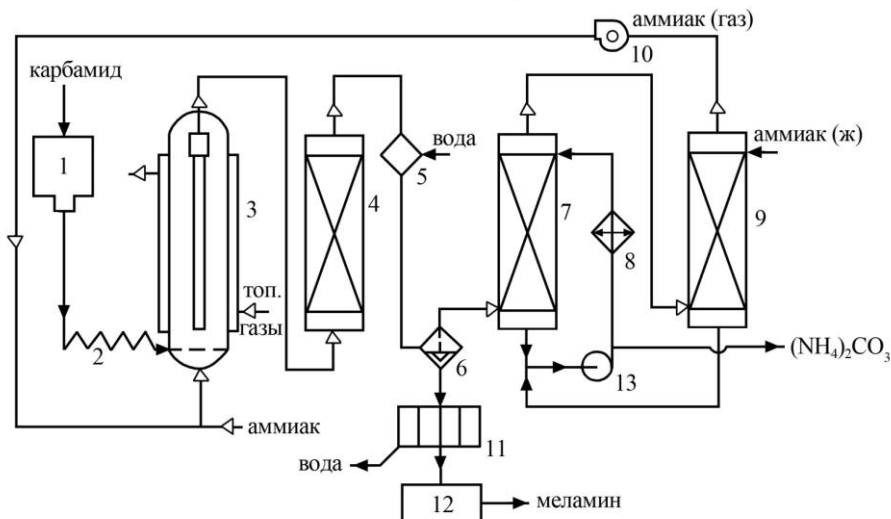 аммиак (газ)
10
карбамид
вода
аммиак (ж)
1
5
3
4
7
8
9
топ.
газы
2
6
13
(NH₄)₂CO₃
аммиак
11
вода
12
меламин